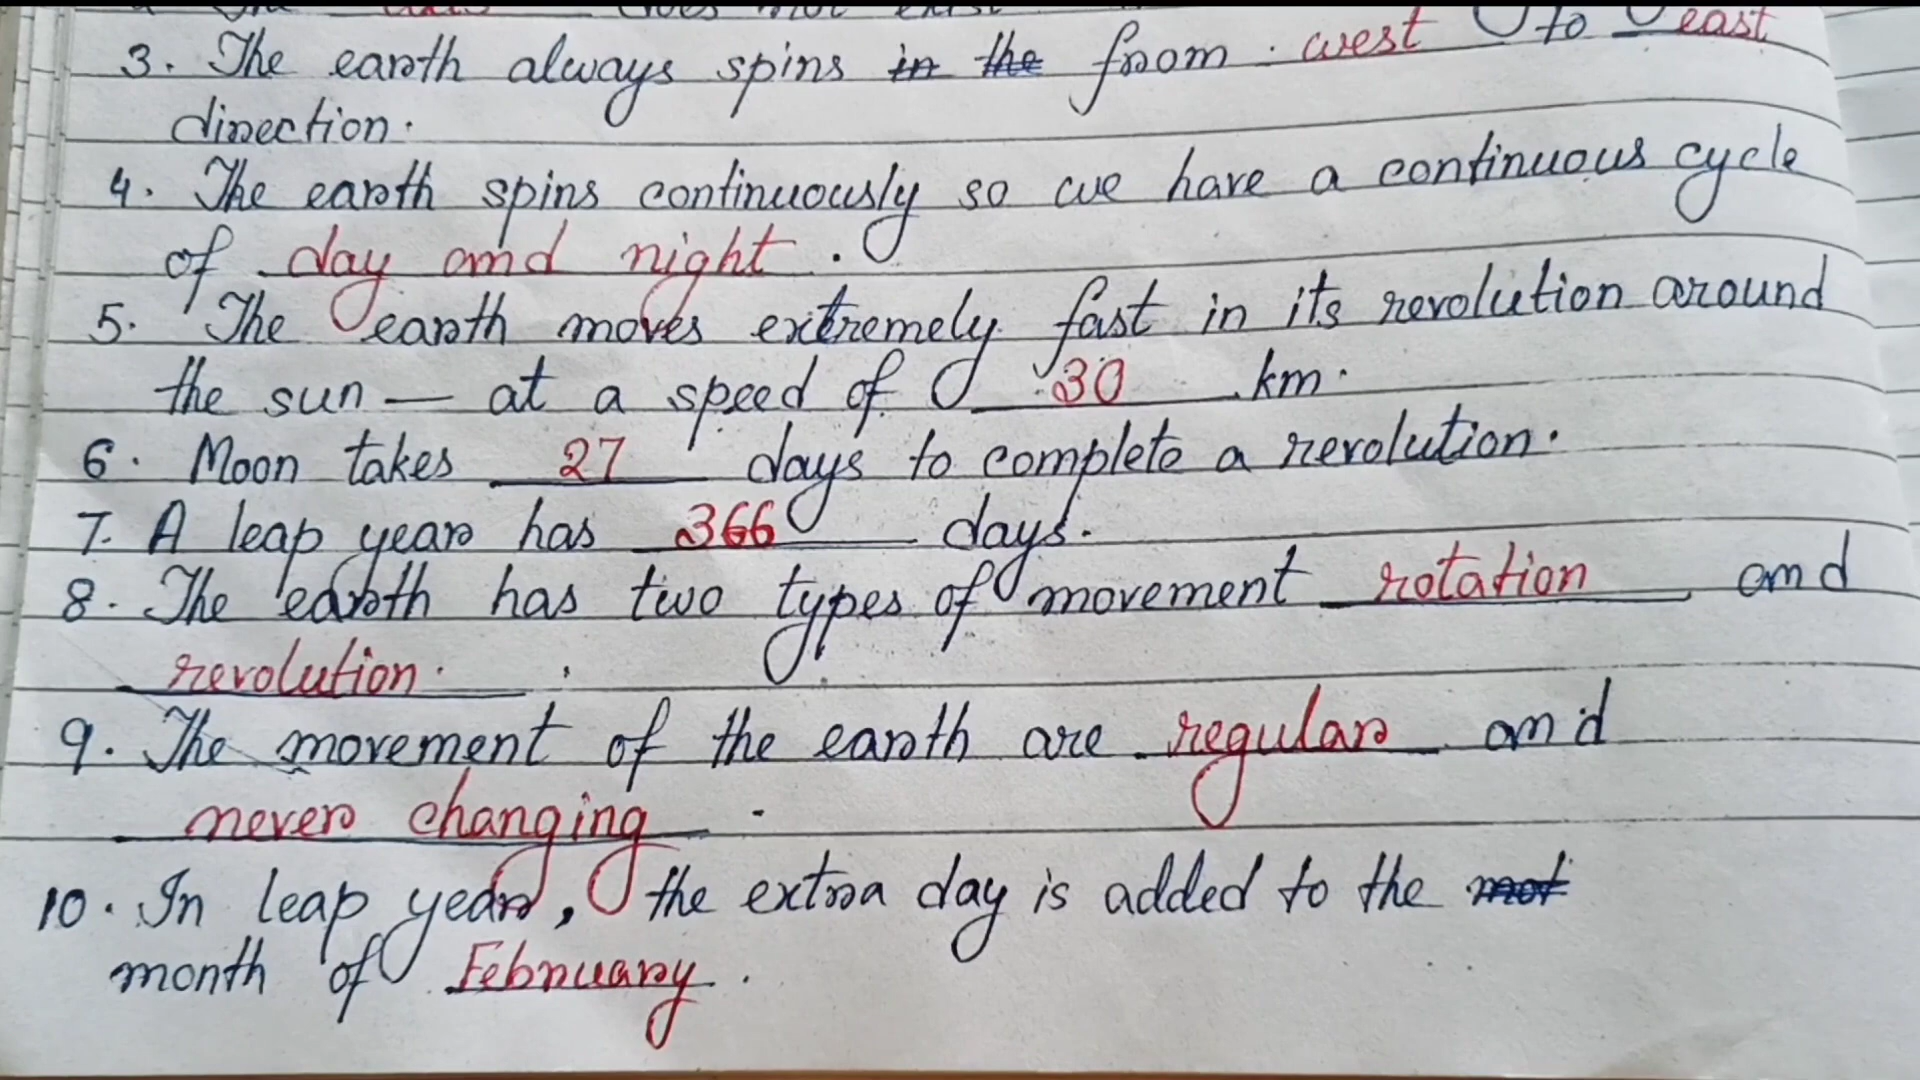 3. The earth always spins in the from west to east
direction.
4. The earth spins continuously so we have a continuous cycle
of day and night.
5. The earth moves extremely fast in its revolution around
the sun — at a speed of 30 km.
6. Moon takes 27 days to complete a revolution.
7. A leap year has 366 days.
8. The earth has two types of movement rotation and
revolution.
9. The movement of the earth are regular and
never changing.
10. In leap year, the extra day is added to the
month of February.